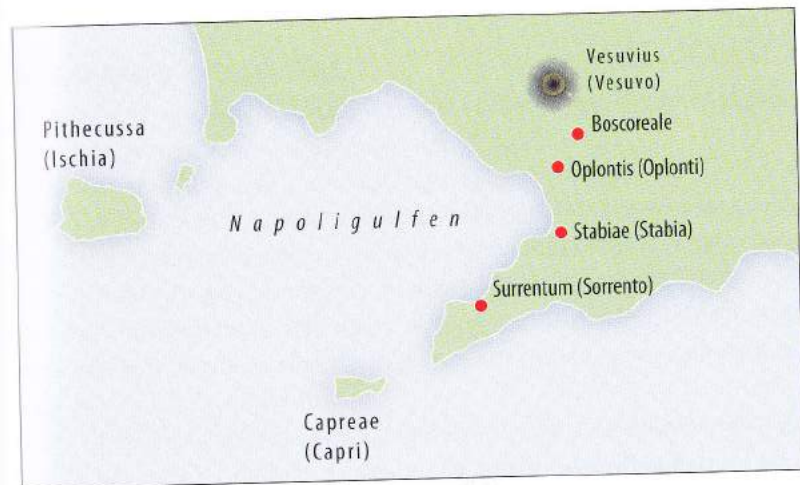 Vesuvius
(Vesuvo)
Boscoreale
Pithecussa
(Ischia)
Oplontis (Oplonti)
Napoligulfen
Stabiae (Stabia)
Surrentum (Sorrento)
Capreae
(Capri)